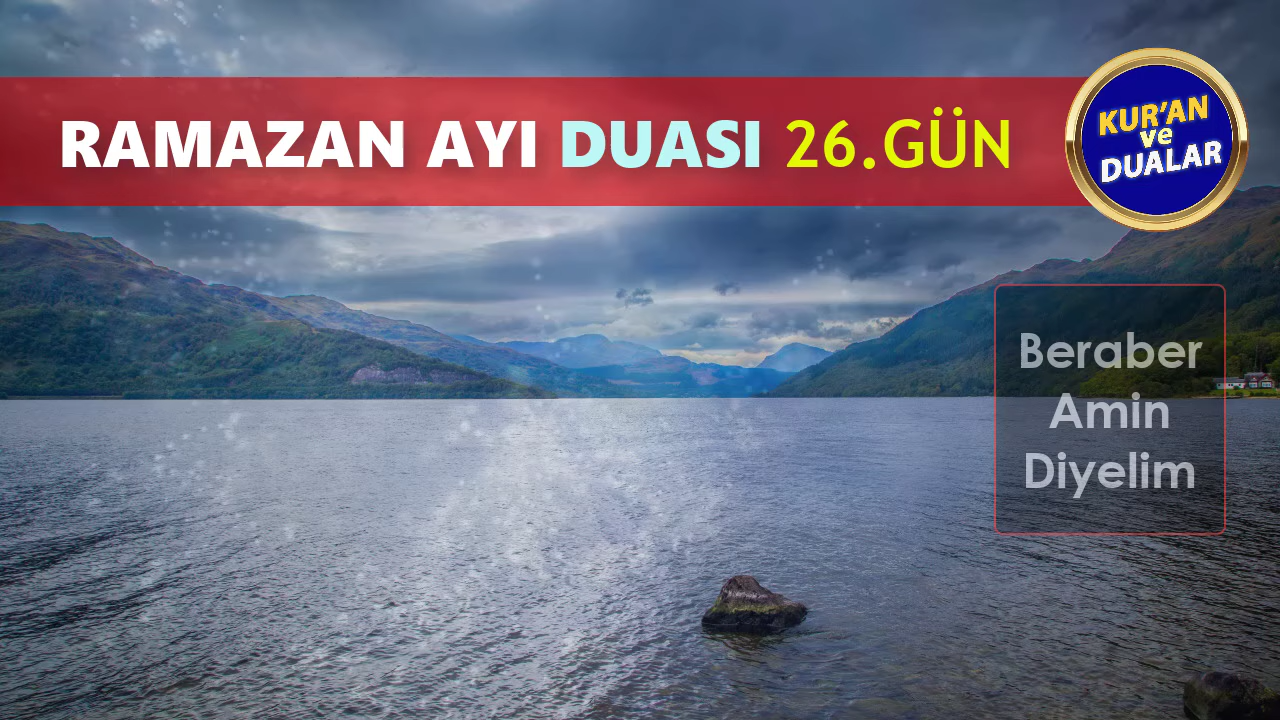 RAMAZAN AYI DUASI 26.GÜN
KUR'AN
ve
DUALAR
Beraber
Amin
Diyelim